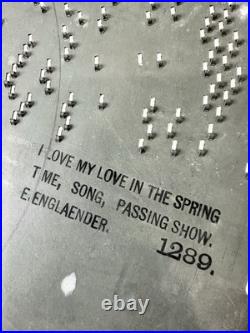 I LOVE MY LOVE IN THE SPRING
TIME, SONG, PASSING SHOW.
E.ENGLAENDER.
1289.